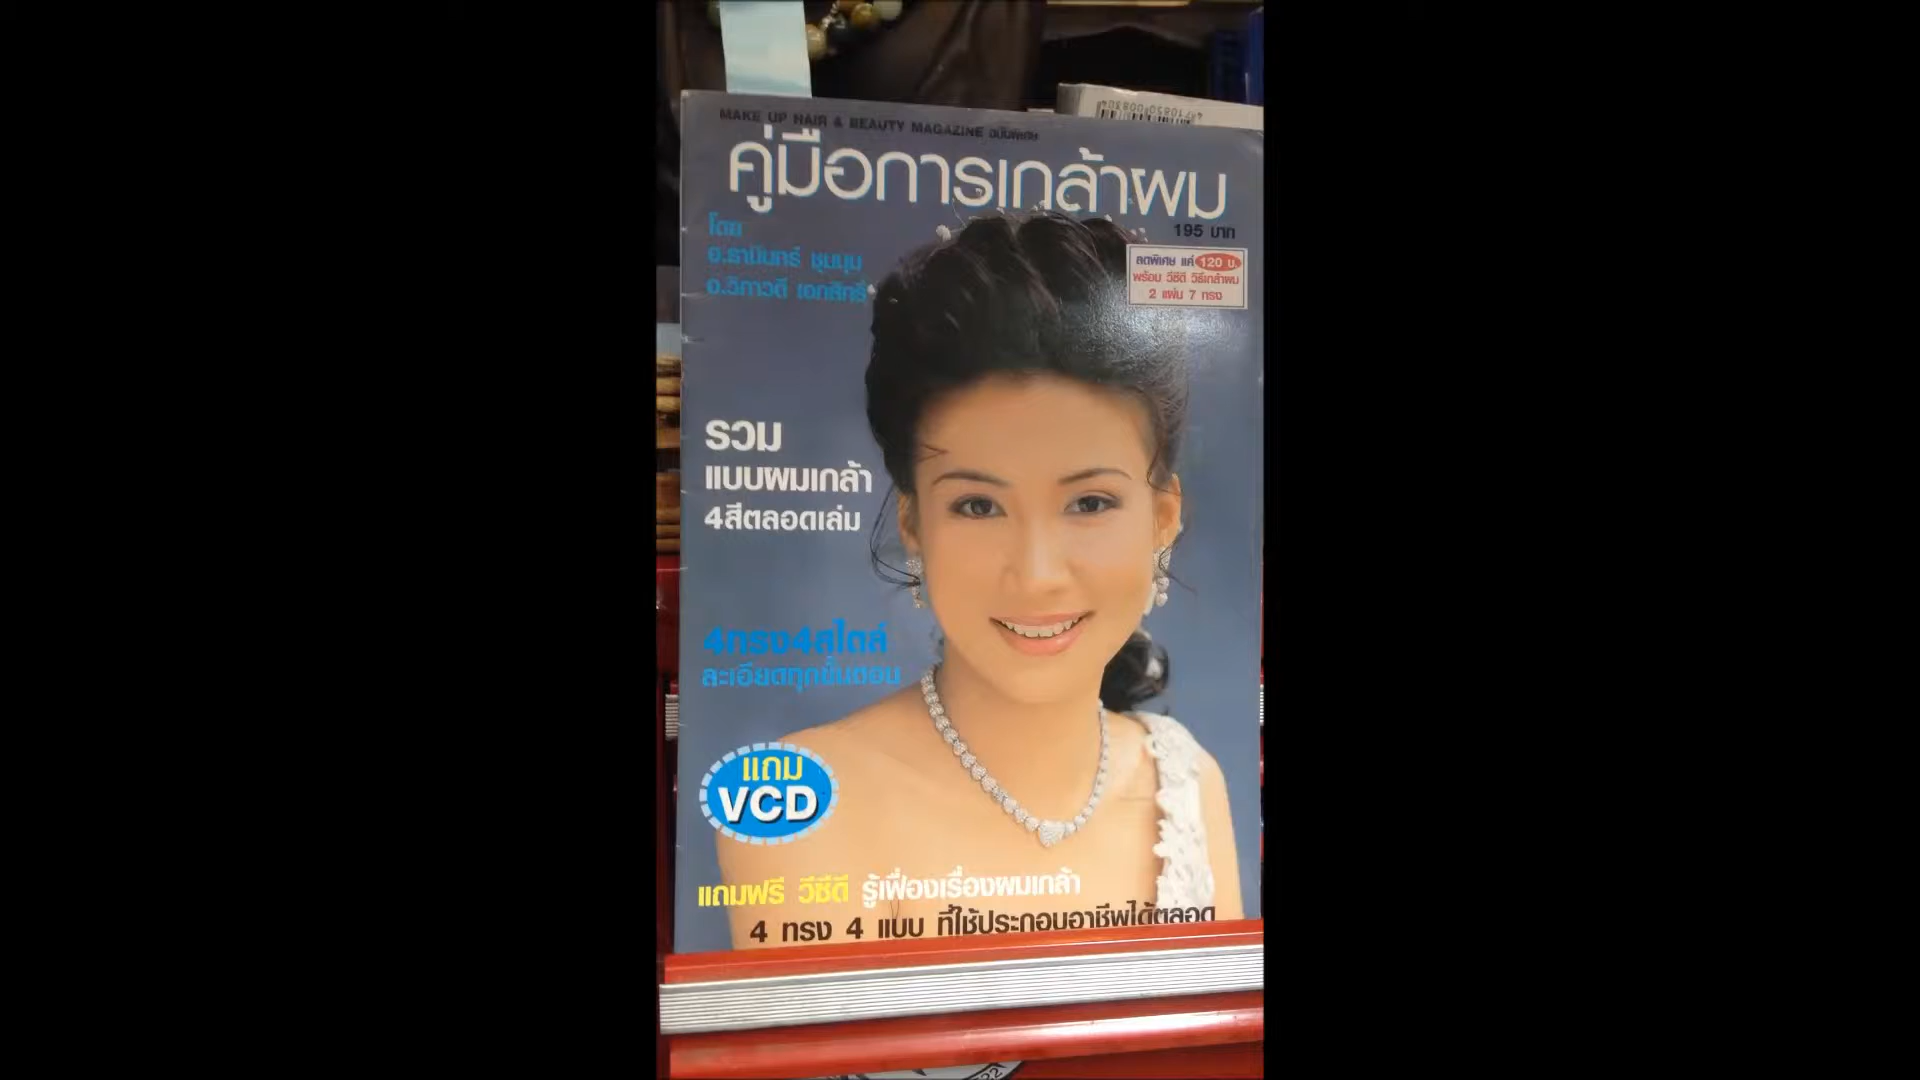 MAKE UP HAIR & BEAUTY MAGAZINE ฉบับพิเศษ
คู่มือการเกล้าผม
195 บาท
โดย
อ.ธานินทร์ ชุมนุม
อ.วิภาวดี เอกสิทธิ์
ลดพิเศษ แค่ 120 บ.
พร้อม วีซีดี วิธีเกล้าผม
2 แผ่น 7 ทรง
รวม
แบบผมเกล้า
4สีตลอดเล่ม
4ทรง4สไตล์
ละเอียดทุกขั้นตอน
แถม
VCD
แถมฟรี วีซีดี รู้เฟื่องเรื่องผมเกล้า
4 ทรง 4 แบบ ที่ใช้ประกอบอาชีพได้ตลอด